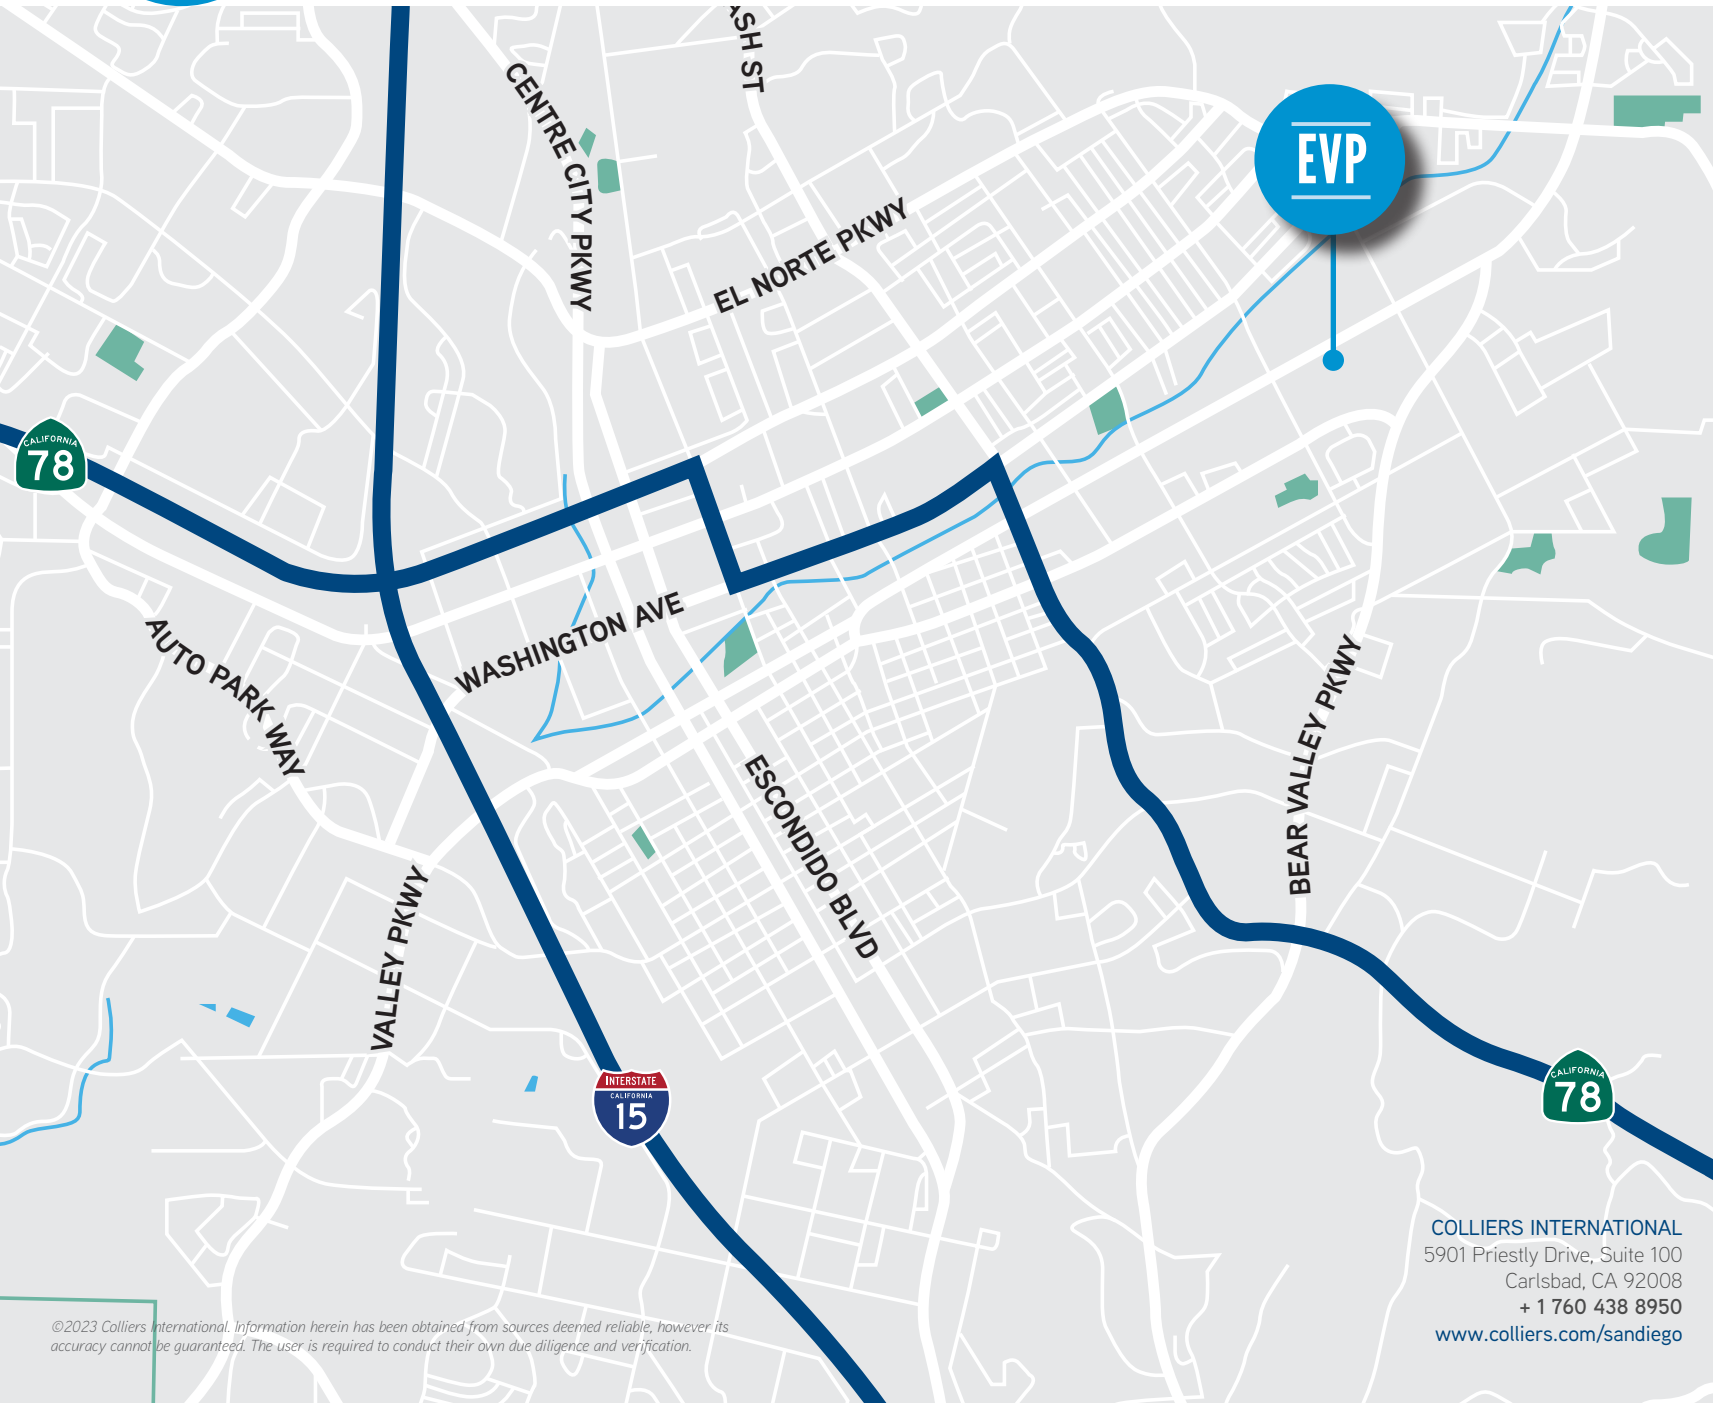 ASH ST
CENTRE CITY PKWY
EVP
EL NORTE PKWY
CALIFORNIA
78
WASHINGTON AVE
AUTO PARK WAY
BEAR VALLEY PKWY
ESCONDIDO BLVD
VALLEY PKWY
INTERSTATE
CALIFORNIA
15
CALIFORNIA
78
COLLIERS INTERNATIONAL
5901 Priestly Drive, Suite 100
Carlsbad, CA 92008
+ 1 760 438 8950
www.colliers.com/sandiego
©2023 Colliers International. Information herein has been obtained from sources deemed reliable, however its
accuracy cannot be guaranteed. The user is required to conduct their own due diligence and verification.